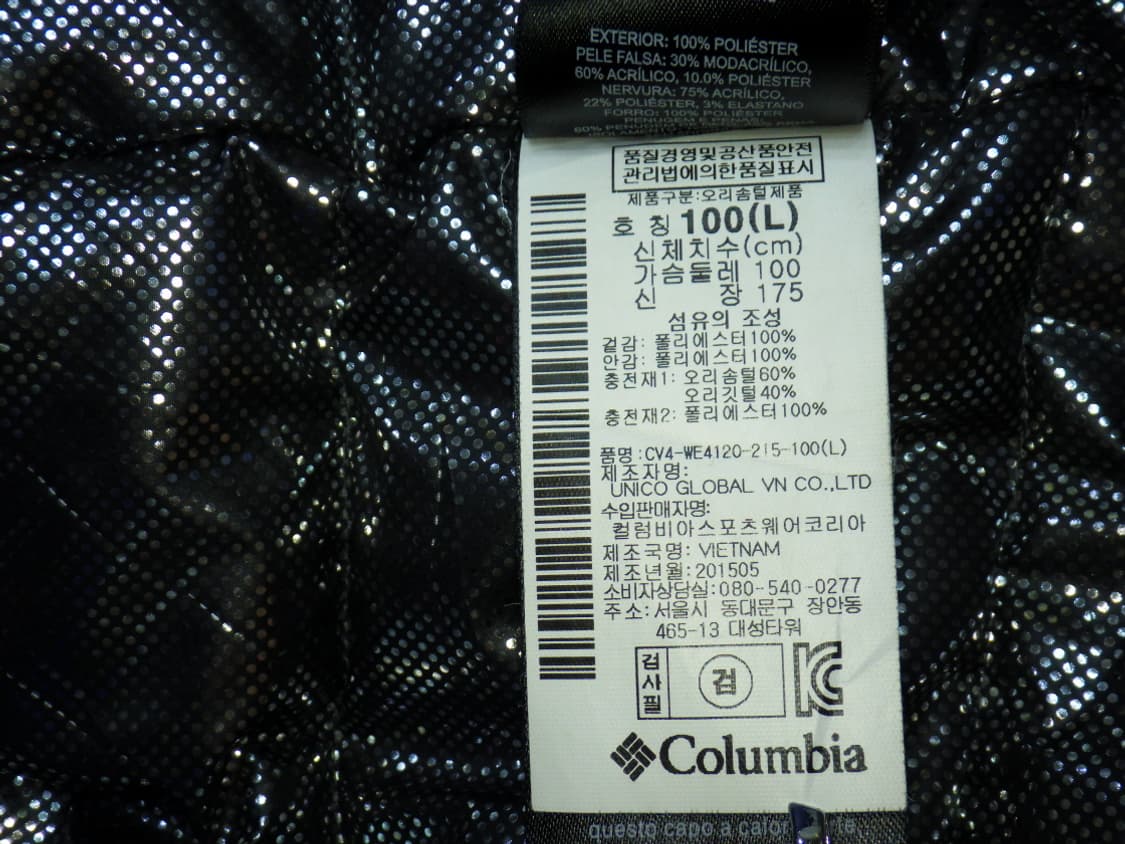 EXTERIOR: 100% POLIÉSTER
PELE FALSA: 30% MODACRÍLICO,
60% ACRÍLICO, 10.0% POLIÉSTER
NERVURA: 75% ACRÍLICO,
22% POLIÉSTER, 3% ELASTANO
FORRO: 100% POLIÉSTER
PENUGEM E PENAS:
60%
품질경영및공산품안전
관리법에의한품질표시
제품구분:오리솜털제품
호 칭 100(L)
신체치수(cm)
가슴둘레 100
신 장 175
섬유의 조성
겉감: 폴리에스터100%
안감: 폴리에스터100%
충전재1: 오리솜털60%
오리깃털40%
충전재2: 폴리에스터100%
품명:CV4-WE4120-215-100(L)
제조자명:
UNICO GLOBAL VN CO.,LTD
수입판매자명:
컬럼비아스포츠웨어코리아
제조국명: VIETNAM
제조년월:201505
소비자상담실:080-540-0277
주소:서울시 동대문구 장안동
465-13 대성타워
검사필 검 KC
Columbia
questo capo a calor